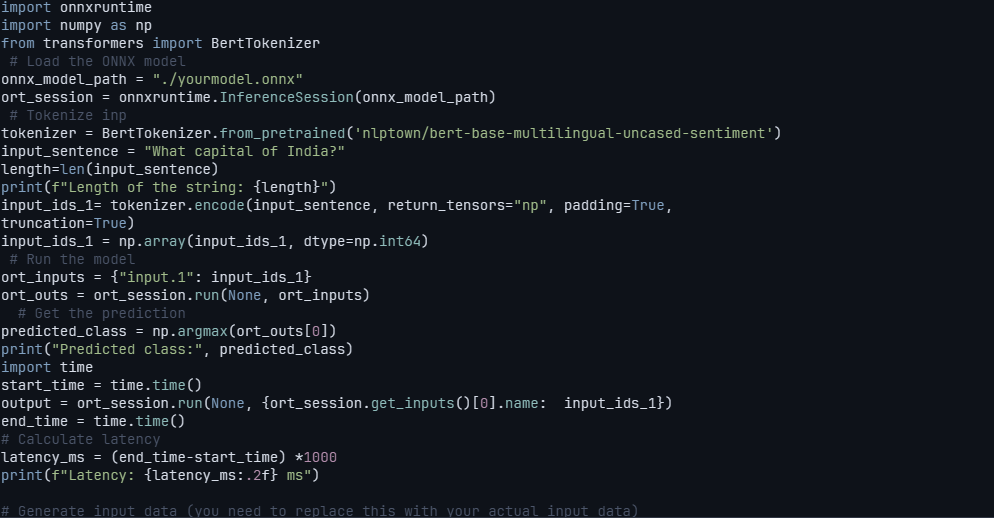 import onnxruntime
import numpy as np
from transformers import BertTokenizer
 # Load the ONNX model
onnx_model_path = "./yourmodel.onnx"
ort_session = onnxruntime.InferenceSession(onnx_model_path)
 # Tokenize inp
tokenizer = BertTokenizer.from_pretrained('nlptown/bert-base-multilingual-uncased-sentiment')
input_sentence = "What capital of India?"
length=len(input_sentence)
print(f"Length of the string: {length}")
input_ids_1= tokenizer.encode(input_sentence, return_tensors="np", padding=True,
truncation=True)
input_ids_1 = np.array(input_ids_1, dtype=np.int64)
 # Run the model
ort_inputs = {"input.1": input_ids_1}
ort_outs = ort_session.run(None, ort_inputs)
  # Get the prediction
predicted_class = np.argmax(ort_outs[0])
print("Predicted class:", predicted_class)
import time
start_time = time.time()
output = ort_session.run(None, {ort_session.get_inputs()[0].name:  input_ids_1})
end_time = time.time()
# Calculate latency
latency_ms = (end_time-start_time) *1000
print(f"Latency: {latency_ms:.2f} ms")

# Generate input data (you need to replace this with your actual input data)